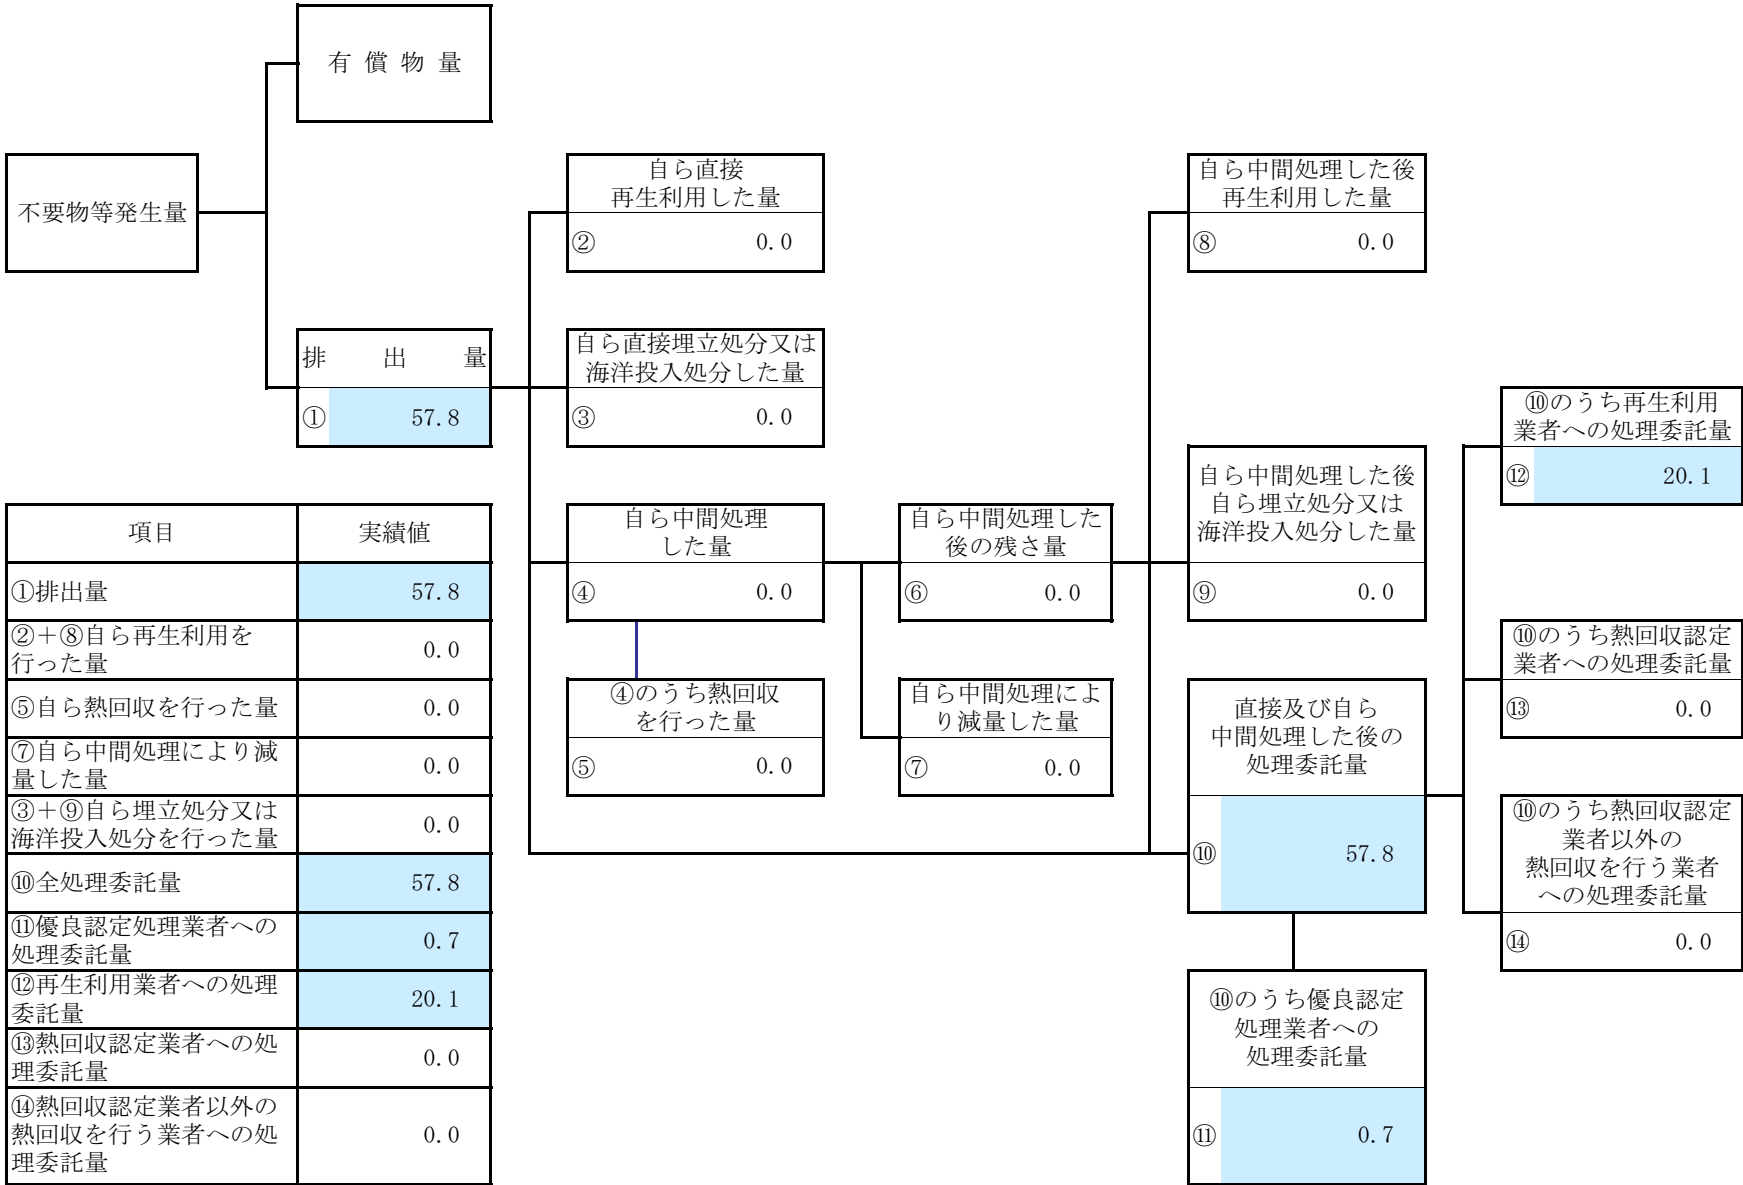 有償物量
不要物等発生量
排出量
① 57.8
自ら直接
再生利用した量
② 0.0
自ら直接埋立処分又は
海洋投入処分した量
③ 0.0
自ら中間処理
した量
④ 0.0
④のうち熱回収
を行った量
⑤ 0.0
自ら中間処理した
後の残さ量
⑥ 0.0
自ら中間処理によ
り減量した量
⑦ 0.0
自ら中間処理した後
再生利用した量
⑧ 0.0
自ら中間処理した後
自ら埋立処分又は
海洋投入処分した量
⑨ 0.0
直接及び自ら
中間処理した後の
処理委託量
⑩ 57.8
⑩のうち優良認定
処理業者への
処理委託量
⑪ 0.7
⑩のうち再生利用
業者への処理委託量
⑫ 20.1
⑩のうち熱回収認定
業者への処理委託量
⑬ 0.0
⑩のうち熱回収認定
業者以外の
熱回収を行う業者
への処理委託量
⑭ 0.0
項目 実績値
①排出量 57.8
②＋⑧自ら再生利用を
行った量 0.0
⑤自ら熱回収を行った量 0.0
⑦自ら中間処理により減
量した量 0.0
③＋⑨自ら埋立処分又は
海洋投入処分を行った量 0.0
⑩全処理委託量 57.8
⑪優良認定処理業者への
処理委託量 0.7
⑫再生利用業者への処理
委託量 20.1
⑬熱回収認定業者への処
理委託量 0.0
⑭熱回収認定業者以外の
熱回収を行う業者への処
理委託量 0.0